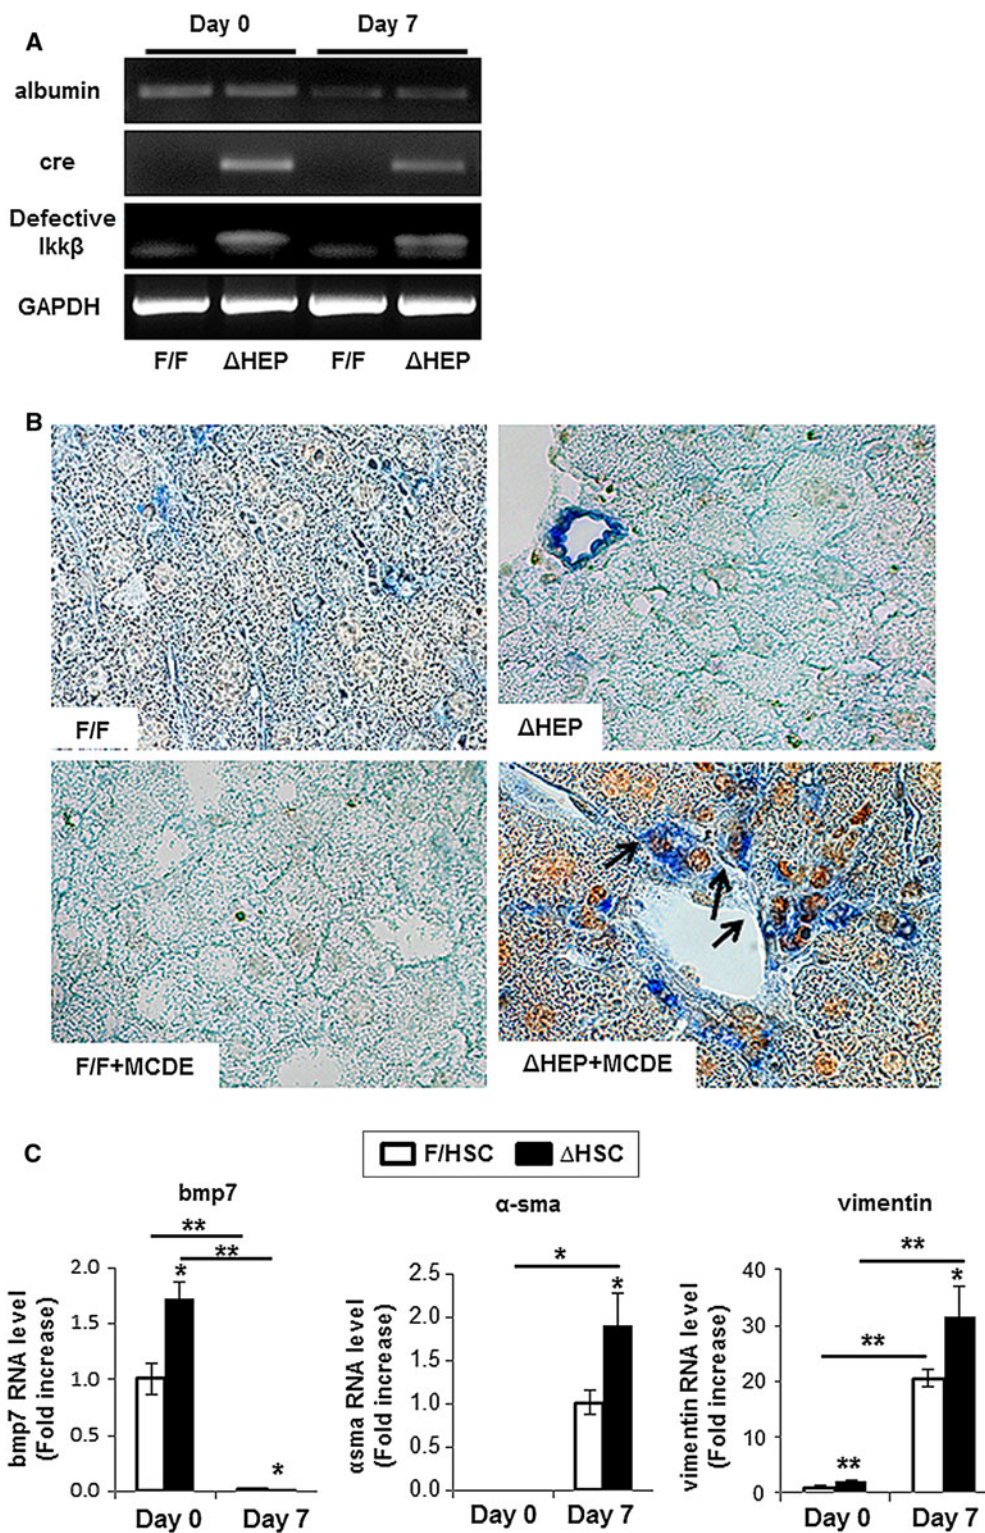 A
Day 0 Day 7
albumin
cre
Defective
Ikkβ
GAPDH
F/F ΔHEP F/F ΔHEP
B
F/F
ΔHEP
F/F+MCDE
ΔHEP+MCDE
C
F/HSC ΔHSC
bmp7
**
**
bmp7 RNA level
(Fold increase)
2.0
1.5
1.0
0.5
0.0
*
*
Day 0 Day 7
α-sma
*
αsma RNA level
(Fold increase)
2.5
2.0
1.5
1.0
0.5
0.0
*
Day 0 Day 7
vimentin
**
**
vimentin RNA level
(Fold increase)
40
30
20
10
0
*
**
Day 0 Day 7